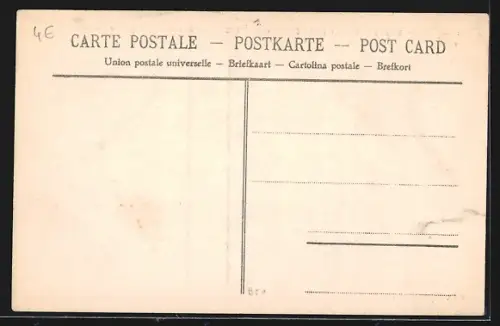 4€
CARTE POSTALE — POSTKARTE -- POST CARD
Union postale universelle — Briefkaart — Cartolina postale — Brefkort